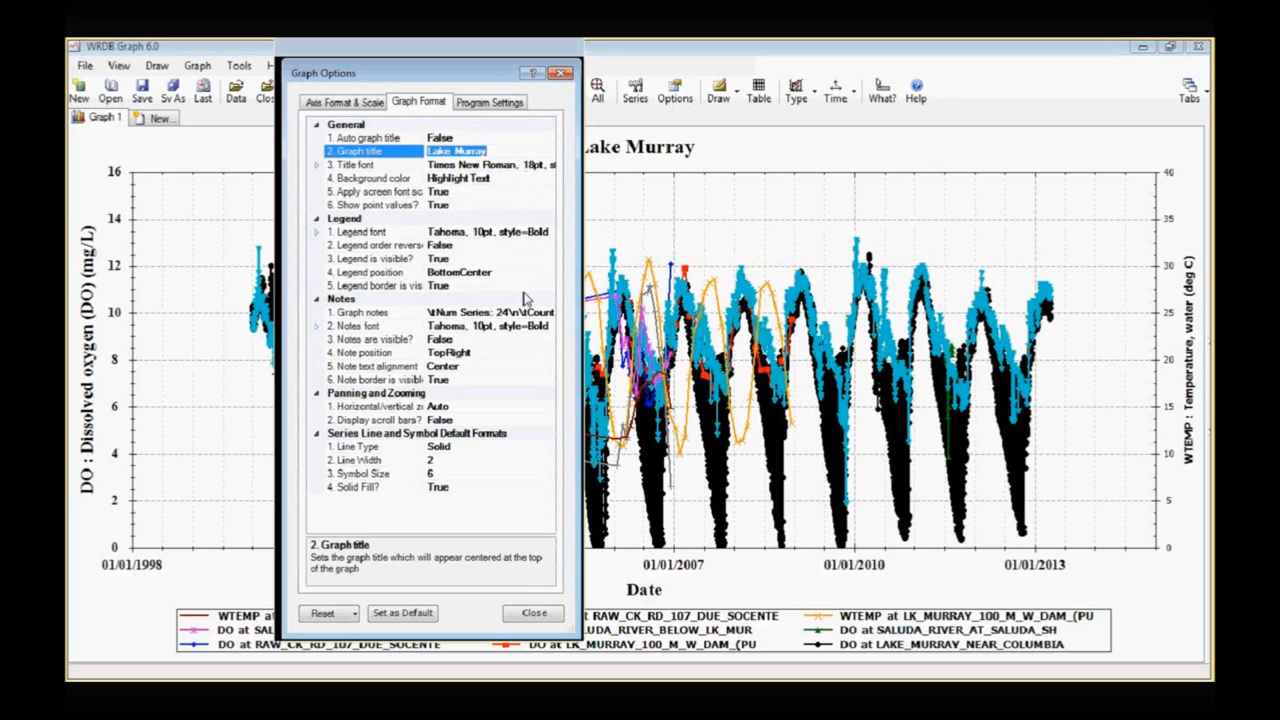 WRDB Graph 6.0
File View Draw Graph Tools
New Open Save Sv As Last Data All Series Options Draw Table Type Time What? Help Tabs
Graph 1 New...
Graph Options
Axis Format & Scale Graph Format Program Settings
General
1. Auto graph title False
2. Graph title Lake Murray
3. Title font Times New Roman, 18pt, st
4. Background color Highlight Text
5. Apply screen font sc True
6. Show point values? True
Legend
1. Legend font Tahoma, 10pt, style=Bold
2. Legend order revers False
3. Legend is visible? True
4. Legend position BottomCenter
5. Legend border is vis True
Notes
1. Graph notes \tNum Series: 24\n\tCount
2. Notes font Tahoma, 10pt, style=Bold
3. Notes are visible? False
4. Note position TopRight
5. Note text alignment Center
6. Note border is visibl True
Panning and Zooming
1. Horizontal/vertical z Auto
2. Display scroll bars? False
Series Line and Symbol Default Formats
1. Line Type Solid
2. Line Width 2
3. Symbol Size 6
4. Solid Fill? True
2. Graph title
Sets the graph title which will appear centered at the top
of the graph
Reset Set as Default Close
Lake Murray
DO : Dissolved oxygen (DO) (mg/L)
16
14
12
10
8
6
4
2
0
WTEMP : Temperature, water (deg C)
40
35
30
25
20
15
10
5
0
01/01/1998 01/01/2007 01/01/2010 01/01/2013
Date
WTEMP at RAW_CK_RD_107_DUE_SOCENTE WTEMP at LK_MURRAY_100_M_W_DAM_(PU
DO at SAL LUDA_RIVER_BELOW_LK_MUR DO at SALUDA_RIVER_AT_SALUDA_SH
DO at RAW_CK_RD_107_DUE_SOCENTE DO at LK_MURRAY_100_M_W_DAM_(PU DO at LAKE_MURRAY_NEAR_COLUMBIA